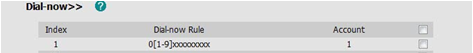 Dial-now>> ?
Index Dial-now Rule Account
1 0[1-9]xxxxxxxxx 1